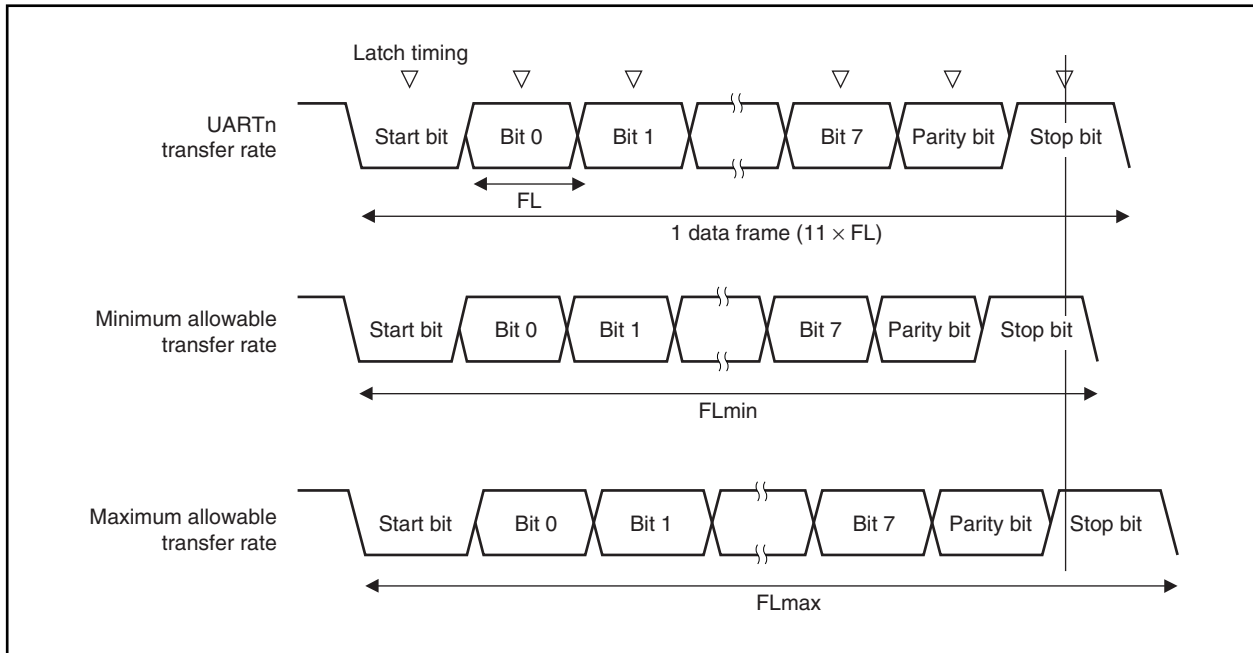 Latch timing
UARTn
transfer rate
Start bit Bit 0 Bit 1 Bit 7 Parity bit Stop bit
FL
1 data frame (11 × FL)
Minimum allowable
transfer rate
Start bit Bit 0 Bit 1 Bit 7 Parity bit Stop bit
FLmin
Maximum allowable
transfer rate
Start bit Bit 0 Bit 1 Bit 7 Parity bit Stop bit
FLmax